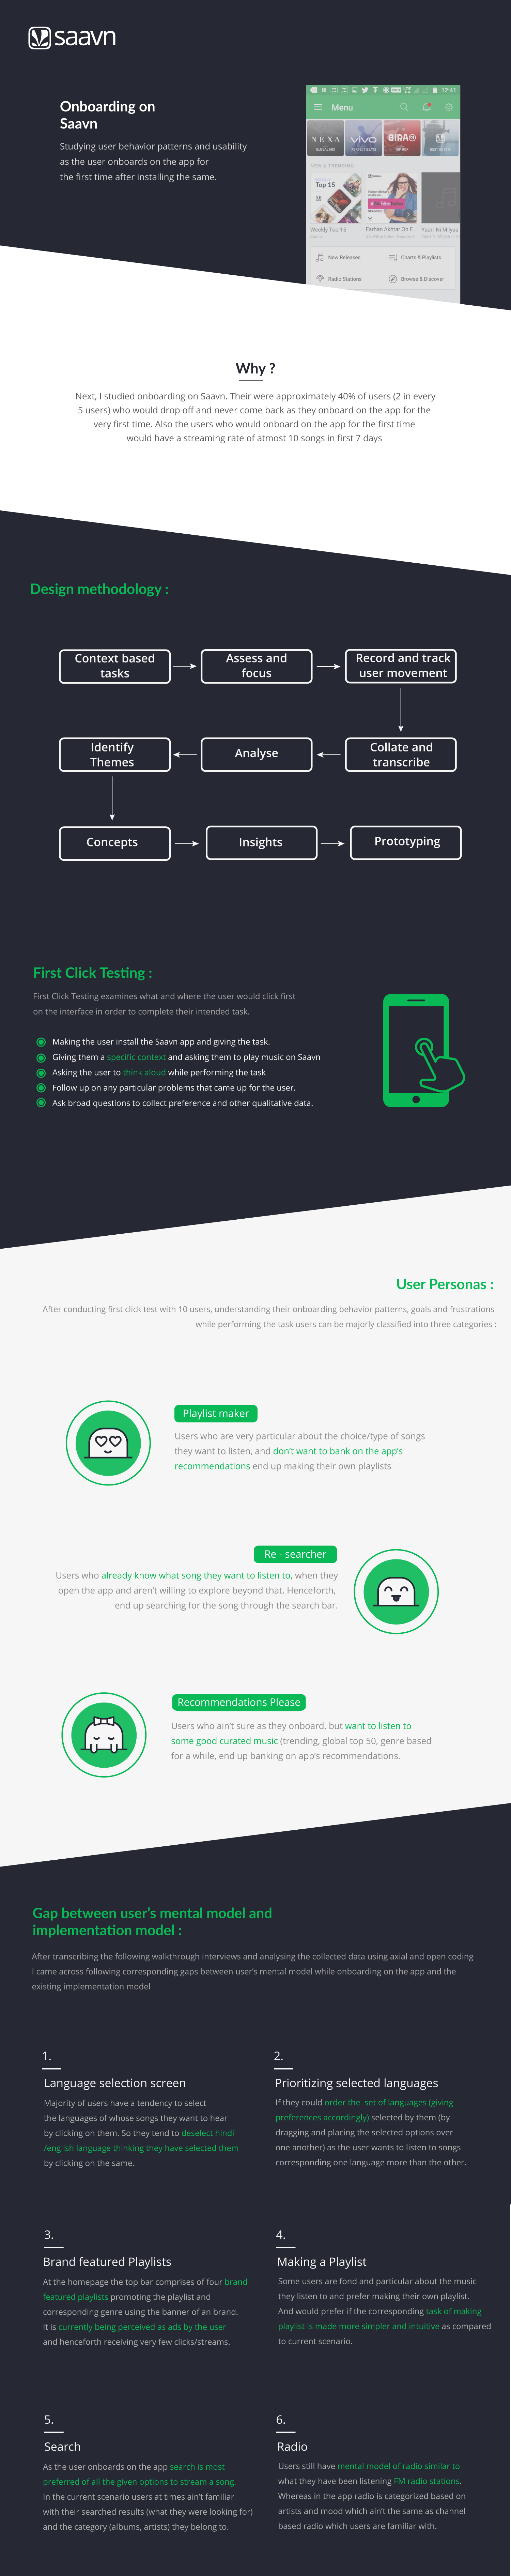 saavn
Onboarding on
Saavn
Studying user behavior patterns and usability
as the user onboards on the app for
the first time after installing the same.
12:41
Menu
NEXA
VIVO
BIRA
NEW & TRENDING
Top 15
Weekly Top 15
Farhan Akhtar On F..
Yaari Ni Milyaa
New Releases
Charts & Playlists
Radio Stations
Browse & Discover
Why ?
Next, I studied onboarding on Saavn. Their were approximately 40% of users (2 in every
5 users) who would drop off and never come back as they onboard on the app for the
very first time. Also the users who would onboard on the app for the first time
would have a streaming rate of atmost 10 songs in first 7 days
Design methodology :
Context based
tasks
Assess and
focus
Record and track
user movement
Identify
Themes
Analyse
Collate and
transcribe
Concepts
Insights
Prototyping
First Click Testing :
First Click Testing examines what and where the user would click first
on the interface in order to complete their intended task.
Making the user install the Saavn app and giving the task.
Giving them a specific context and asking them to play music on Saavn
Asking the user to think aloud while performing the task
Follow up on any particular problems that came up for the user.
Ask broad questions to collect preference and other qualitative data.
User Personas :
After conducting first click test with 10 users, understanding their onboarding behavior patterns, goals and frustrations
while performing the task users can be majorly classified into three categories :
Playlist maker
Users who are very particular about the choice/type of songs
they want to listen, and don't want to bank on the app's
recommendations end up making their own playlists
Re - searcher
Users who already know what song they want to listen to, when they
open the app and aren't willing to explore beyond that. Henceforth,
end up searching for the song through the search bar.
Recommendations Please
Users who ain't sure as they onboard, but want to listen to
some good curated music (trending, global top 50, genre based
for a while, end up banking on app's recommendations.
Gap between user's mental model and
implementation model :
After transcribing the following walkthrough interviews and analysing the collected data using axial and open coding
I came across following corresponding gaps between user's mental model while onboarding on the app and the
existing implementation model
1.
Language selection screen
Majority of users have a tendency to select
the languages of whose songs they want to hear
by clicking on them. So they tend to deselect hindi
/english language thinking they have selected them
by clicking on the same.
2.
Prioritizing selected languages
If they could order the set of languages (giving
preferences accordingly) selected by them (by
dragging and placing the selected options over
one another) as the user wants to listen to songs
corresponding one language more than the other.
3.
Brand featured Playlists
At the homepage the top bar comprises of four brand
featured playlists promoting the playlist and
corresponding genre using the banner of an brand.
It is currently being perceived as ads by the user
and henceforth receiving very few clicks/streams.
4.
Making a Playlist
Some users are fond and particular about the music
they listen to and prefer making their own playlist.
And would prefer if the corresponding task of making
playlist is made more simpler and intuitive as compared
to current scenario.
5.
Search
As the user onboards on the app search is most
preferred of all the given options to stream a song.
In the current scenario users at times ain't familiar
with their searched results (what they were looking for)
and the category (albums, artists) they belong to.
6.
Radio
Users still have mental model of radio similar to
what they have been listening FM radio stations.
Whereas in the app radio is categorized based on
artists and mood which ain't the same as channel
based radio which users are familiar with.